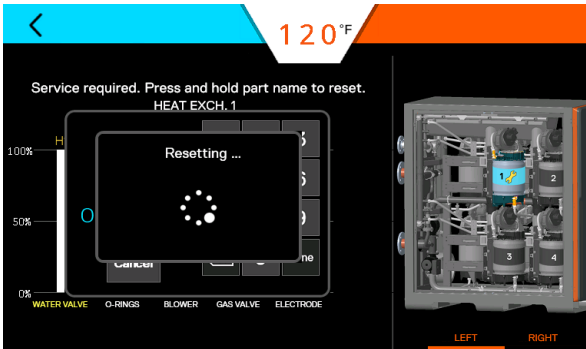 120°F
Service required. Press and hold part name to reset.
HEAT EXCH. 1
Resetting ...
100%
50%
0%
Cancel
WATER VALVE O-RINGS BLOWER GAS VALVE ELECTRODE
1 2
3 4
LEFT RIGHT